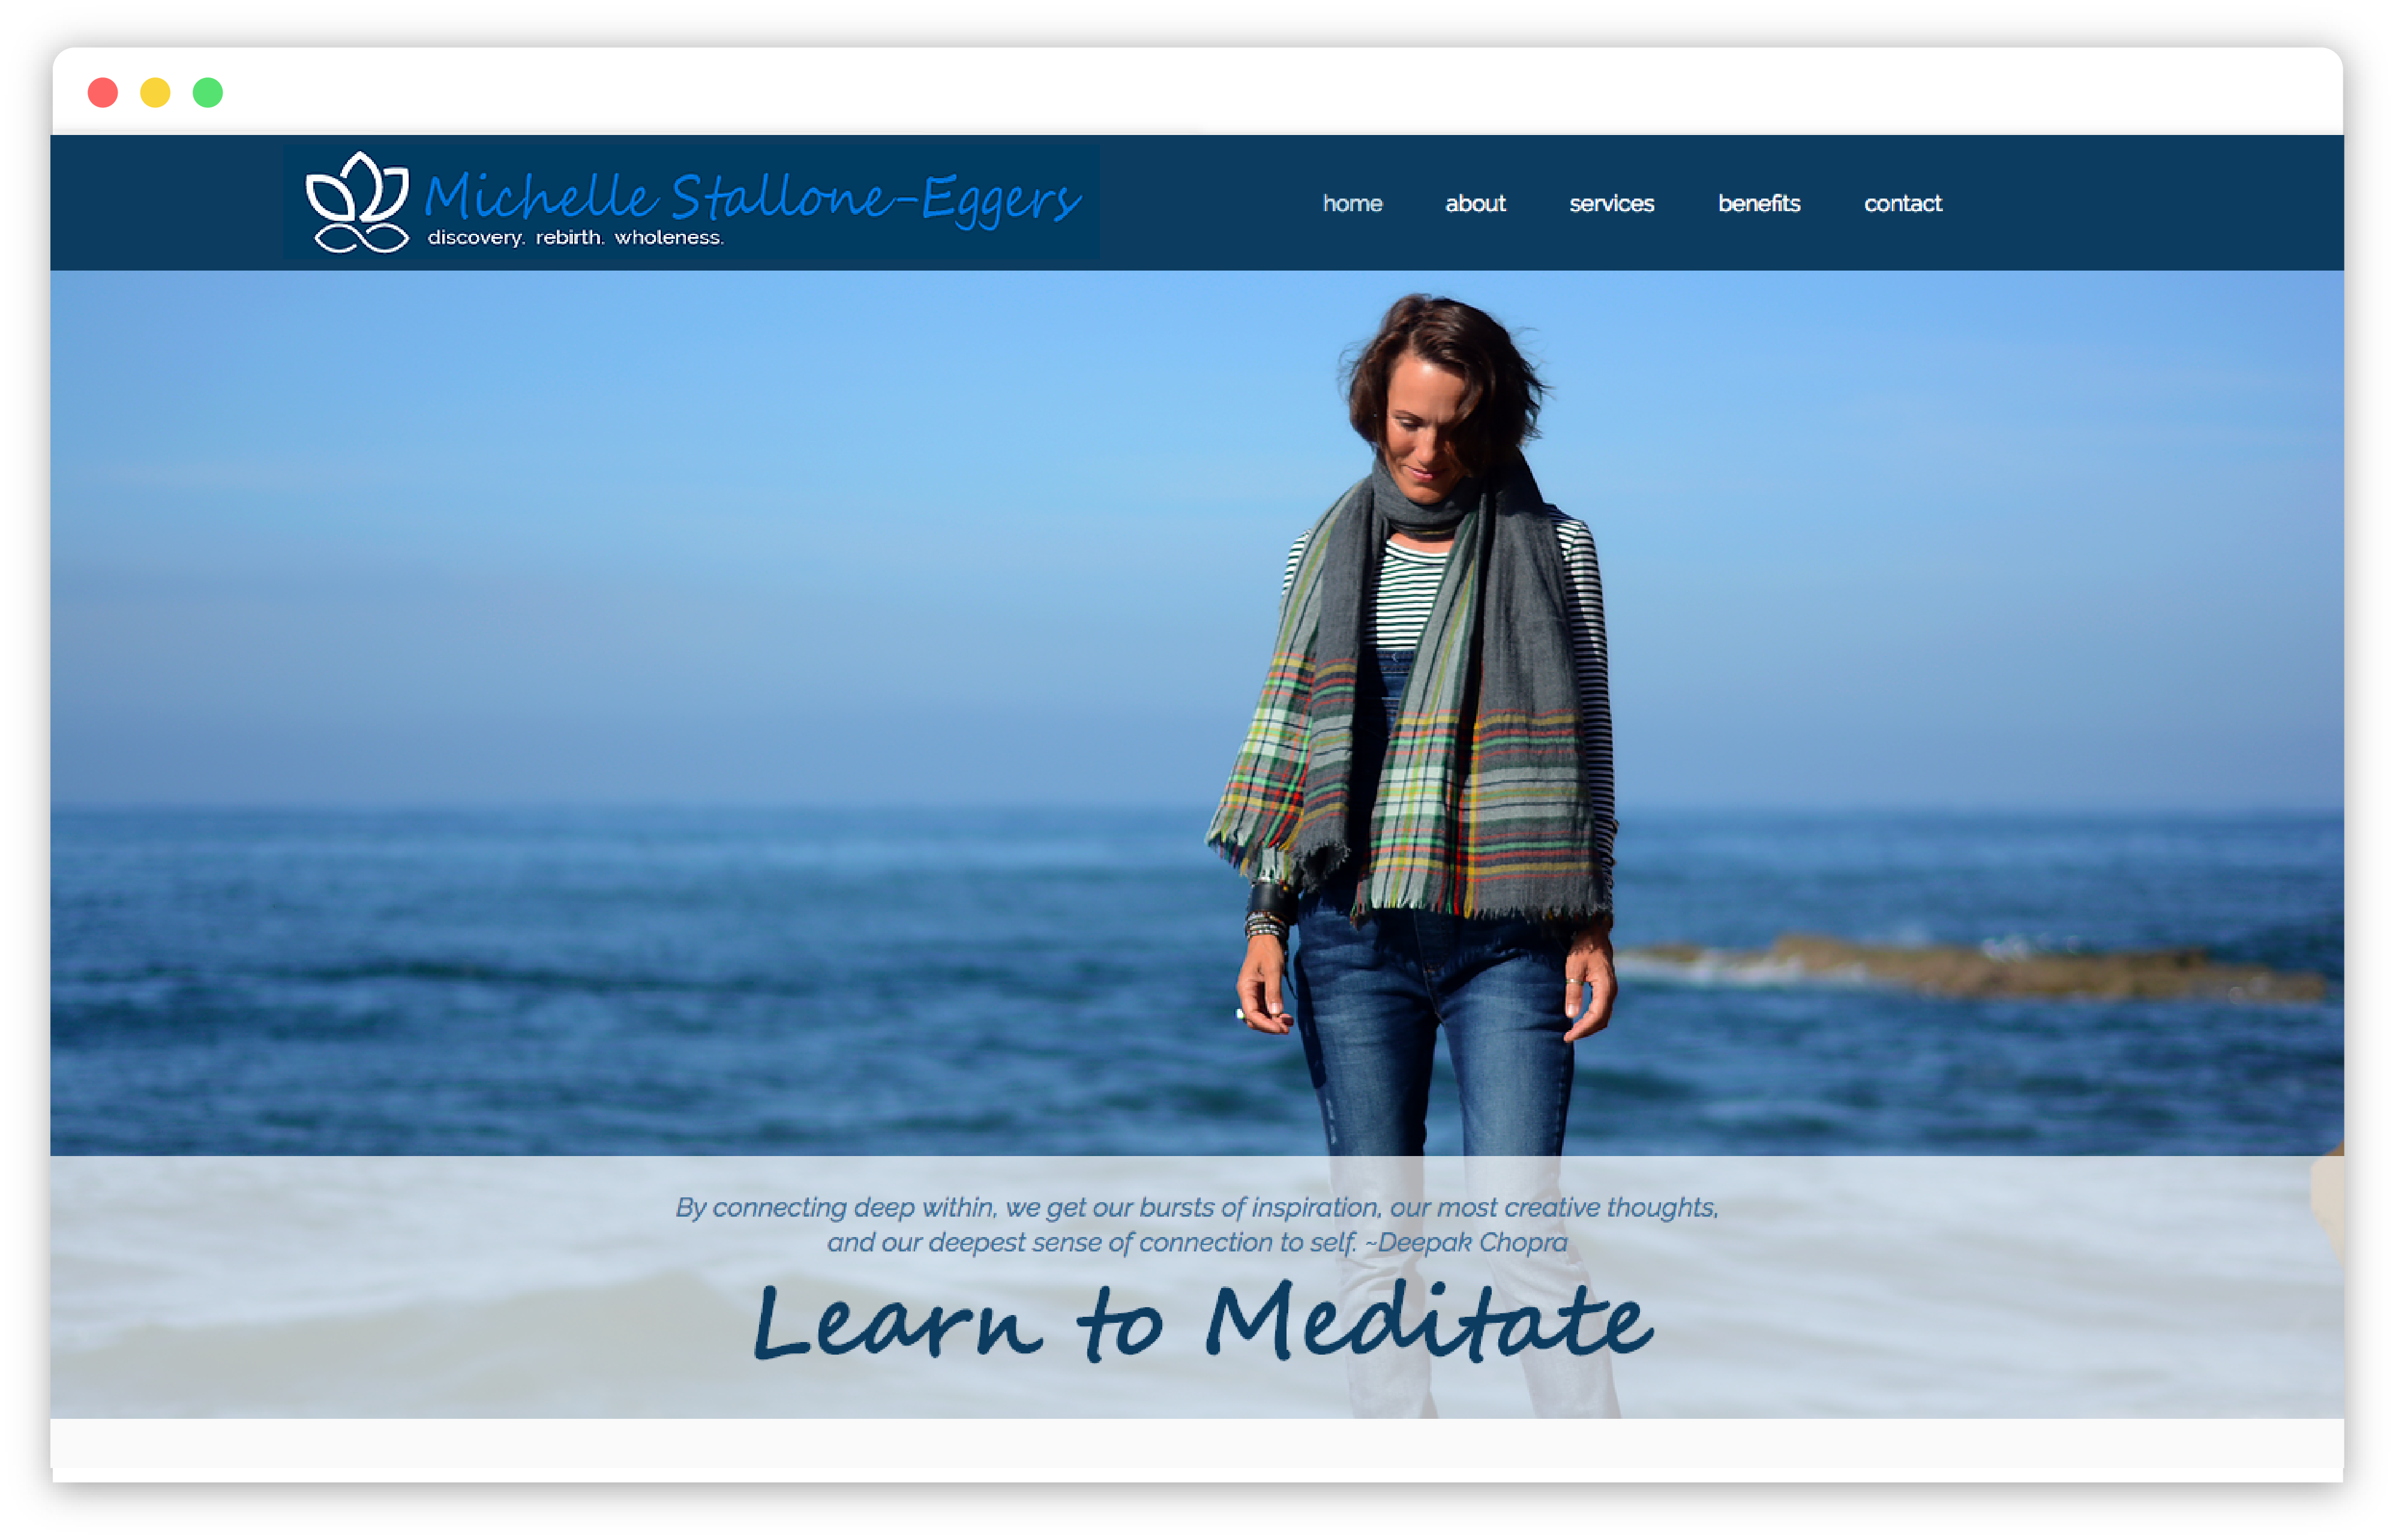 Michelle Stallone-Eggers
discovery. rebirth. wholeness.
home about services benefits contact
By connecting deep within, we get our bursts of inspiration, our most creative thoughts,
and our deepest sense of connection to self. ~Deepak Chopra
Learn to Meditate